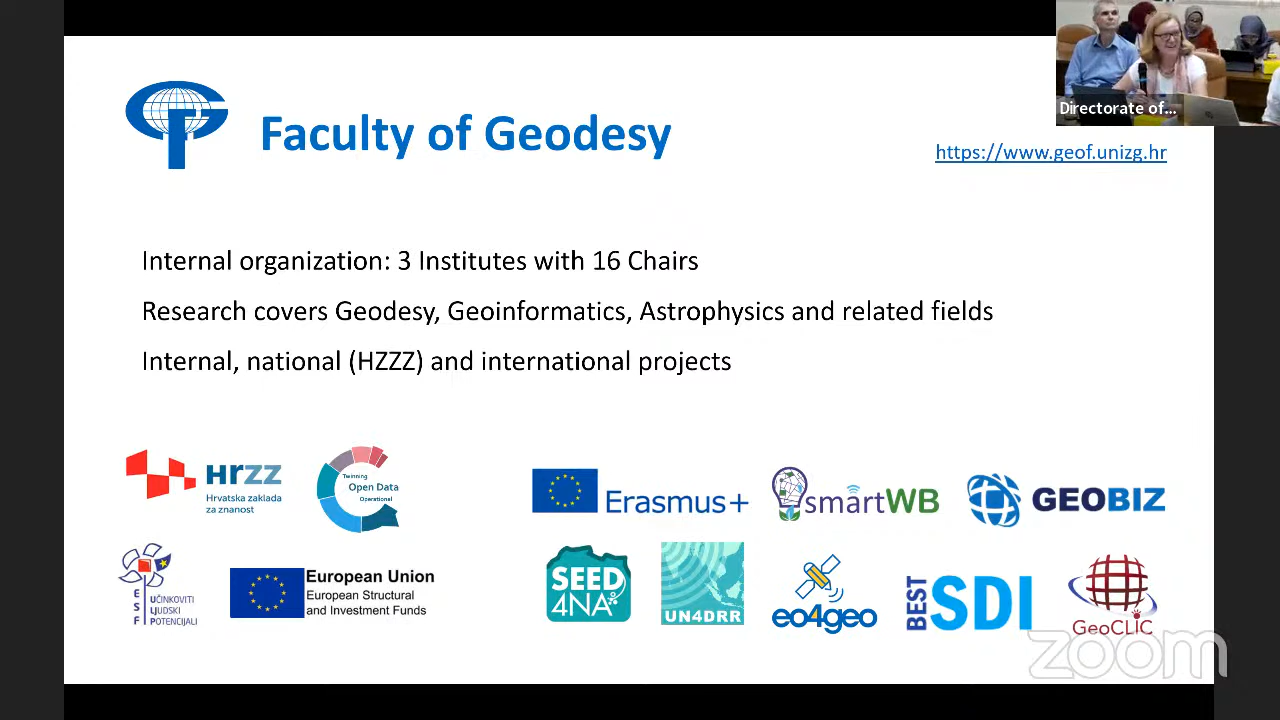 Directorate of...
Faculty of Geodesy
https://www.geof.unizg.hr
Internal organization: 3 Institutes with 16 Chairs
Research covers Geodesy, Geoinformatics, Astrophysics and related fields
Internal, national (HZZZ) and international projects
Hrzz
Hrvatska zaklada
za znanost
Twinning
Open Data
Operational
Erasmus+
smartWB
GEOBIZ
ESF
UČINKOVITI
LJUDSKI
POTENCIJALI
European Union
European Structural
and Investment Funds
SEED
4NA
UN4DRR
eo4geo
BEST
SDI
GeoCLIC
zoom